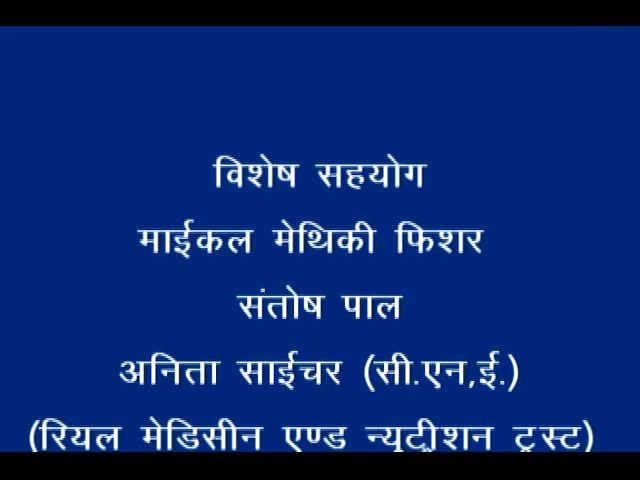 विशेष सहयोग
माईकल मेथिकी फिशर
संतोष पाल
अनिता साईचर (सी.एन,ई.)
(रियल मेडिसीन एण्ड न्यूट्रीशन ट्रस्ट)